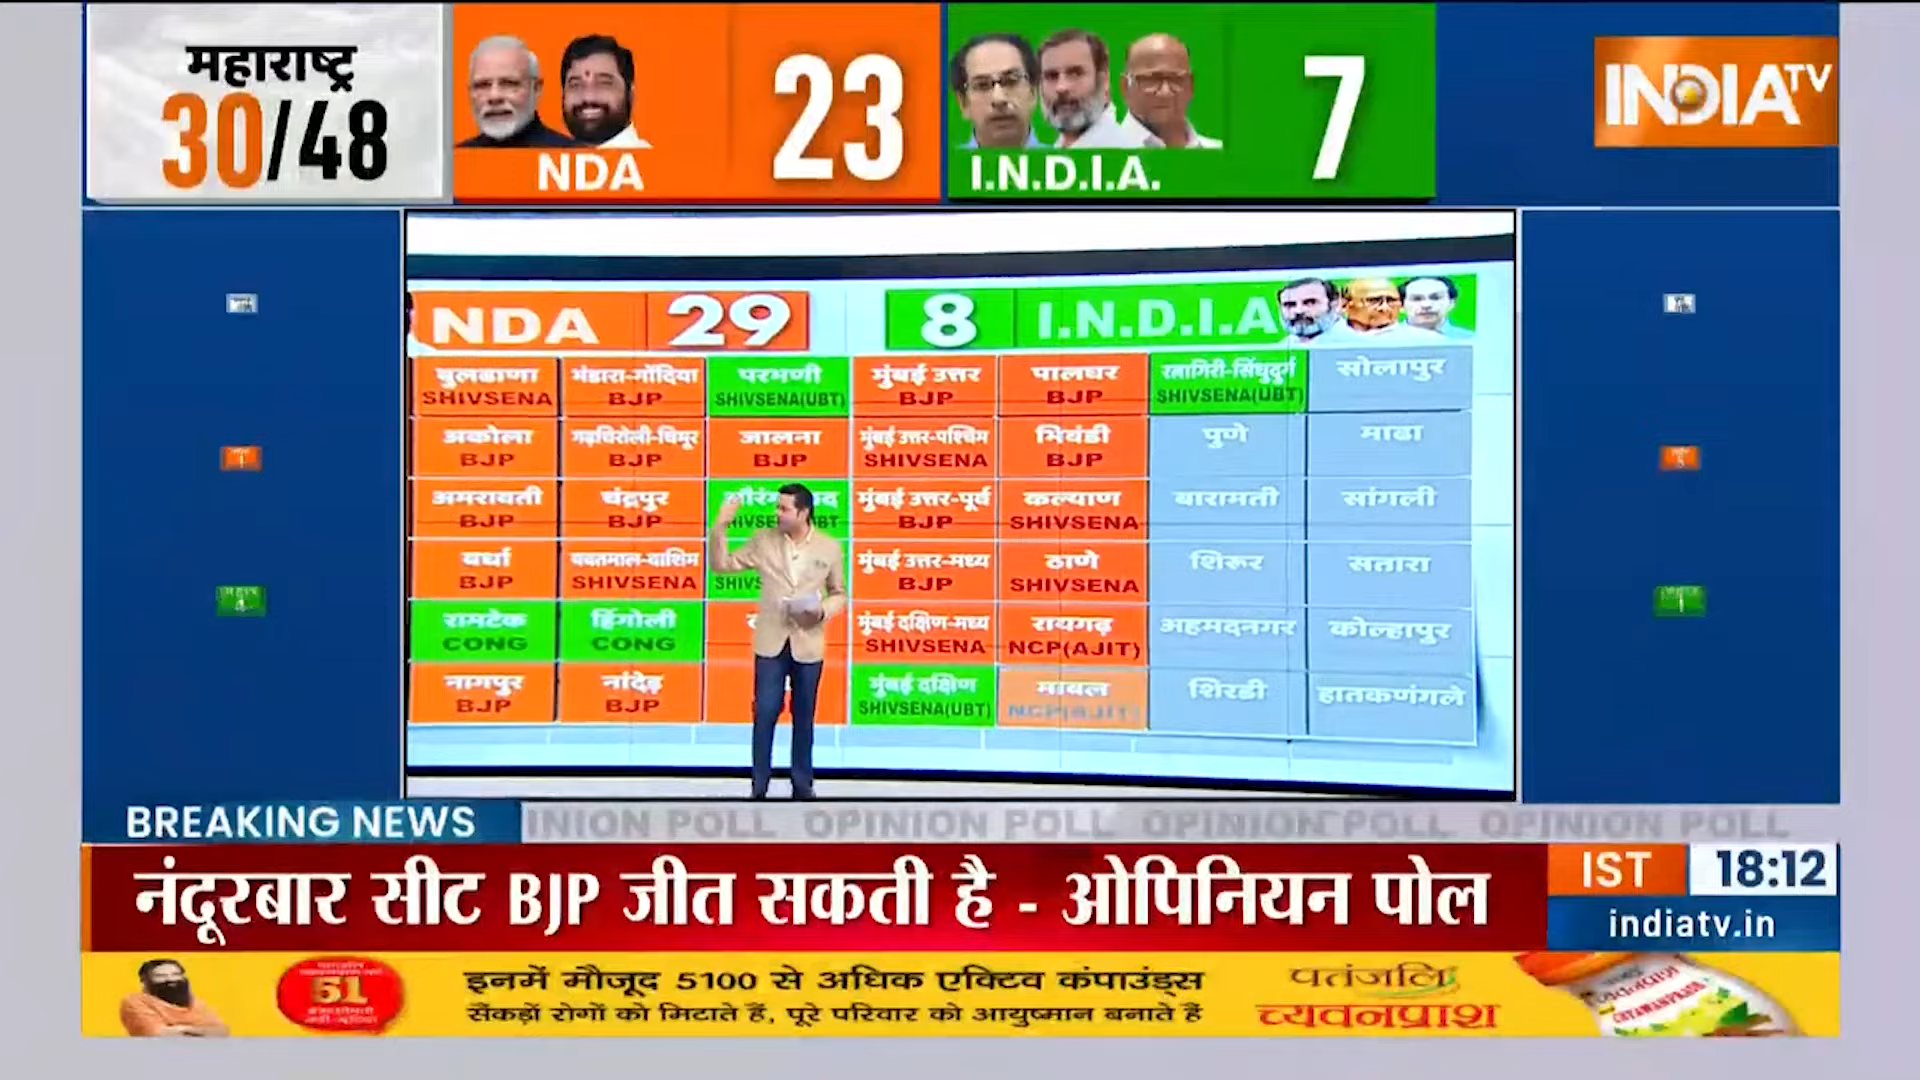 महाराष्ट्र
30/48
NDA
23
I.N.D.I.A.
7
INDIA TV
NDA 29
8 I.N.D.I.A
बुलढाणा
SHIVSENA
भंडारा-गोंदिया
BJP
परभणी
SHIVSENA(UBT)
मुंबई उत्तर
BJP
पालघर
BJP
रत्नागिरी-सिंधुदुर्ग
SHIVSENA(UBT)
सोलापुर
अकोला
BJP
गढ़चिरोली-चिमूर
BJP
जालना
BJP
मुंबई उत्तर-पश्चिम
SHIVSENA
भिवंडी
BJP
पुणे
माढा
अमरावती
BJP
चंद्रपुर
BJP
मुंबई उत्तर-पूर्व
BJP
कल्याण
SHIVSENA
बारामती
सांगली
वर्धा
BJP
यवतमाल-वाशिम
SHIVSENA
SHIVS
मुंबई उत्तर-मध्य
BJP
ठाणे
SHIVSENA
शिरूर
सतारा
रामटेक
CONG
हिंगोली
CONG
मुंबई दक्षिण-मध्य
SHIVSENA
रायगढ़
NCP(AJIT)
अहमदनगर
कोल्हापुर
नागपुर
BJP
नांदेड़
BJP
मुंबई दक्षिण
SHIVSENA(UBT)
मावल
NCP(AJIT)
शिरडी
हातकणंगले
BREAKING NEWS
INION POLL OPINION POLL OPINION POLL OPINION POLL
नंदूरबार सीट BJP जीत सकती है - ओपिनियन पोल
IST 18:12
indiatv.in
51
इनमें मौजूद 5100 से अधिक एक्टिव कंपाउंड्स
सैंकड़ों रोगों को मिटाते हैं, पूरे परिवार को आयुष्मान बनाते हैं
पतंजलि
च्यवनप्राश